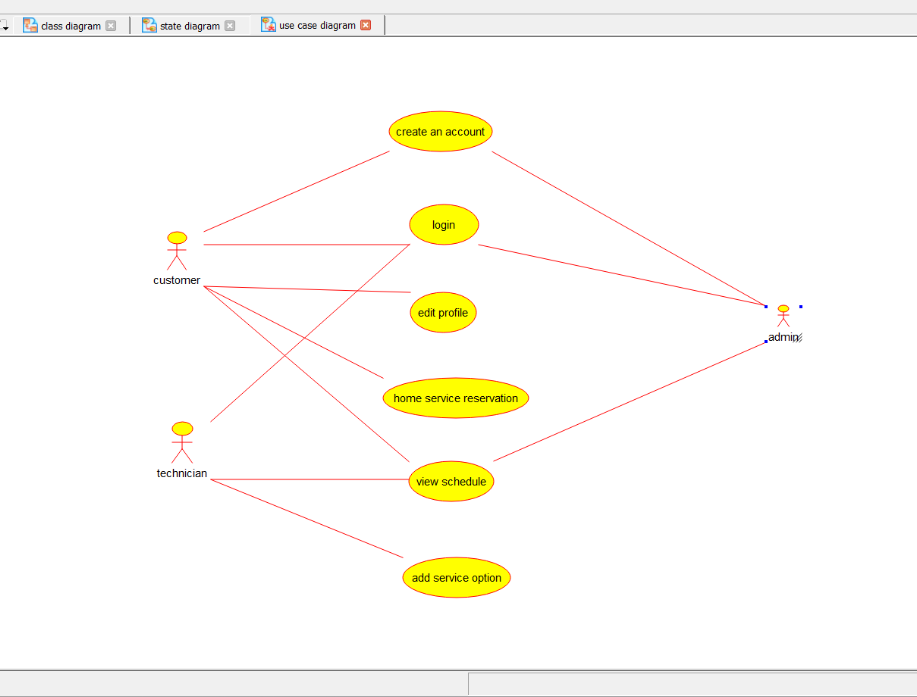 class diagram
state diagram
use case diagram
create an account
login
customer
edit profile
admin
home service reservation
technician
view schedule
add service option